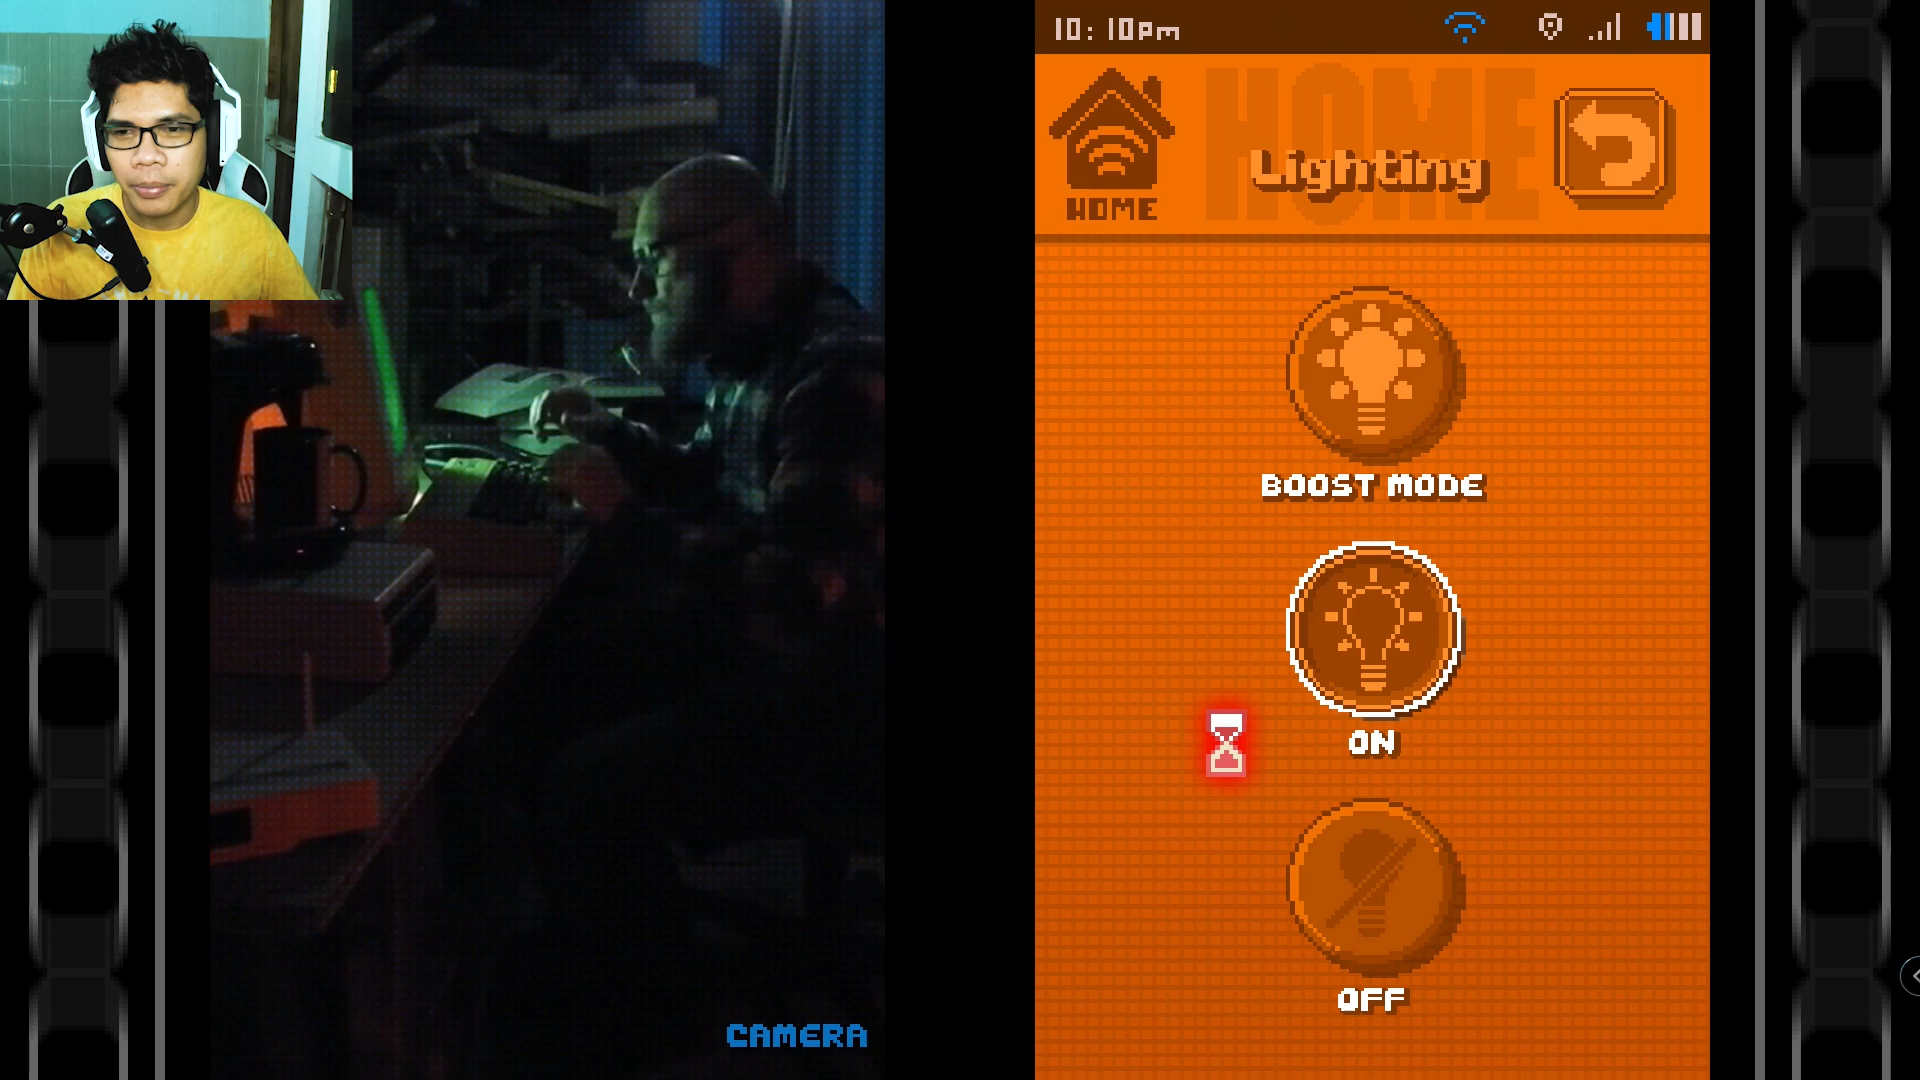 10:10pm
HOME
Lighting
HOME
BOOST MODE
ON
OFF
CAMERA